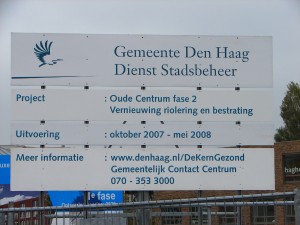 Gemeente Den Haag
Dienst Stadsbeheer
Project : Oude Centrum fase 2
Vernieuwing riolering en bestrating
Uitvoering : oktober 2007 - mei 2008
Meer informatie : www.denhaag.nl/DeKernGezond
Gemeentelijk Contact Centrum
070 - 353 3000
fase